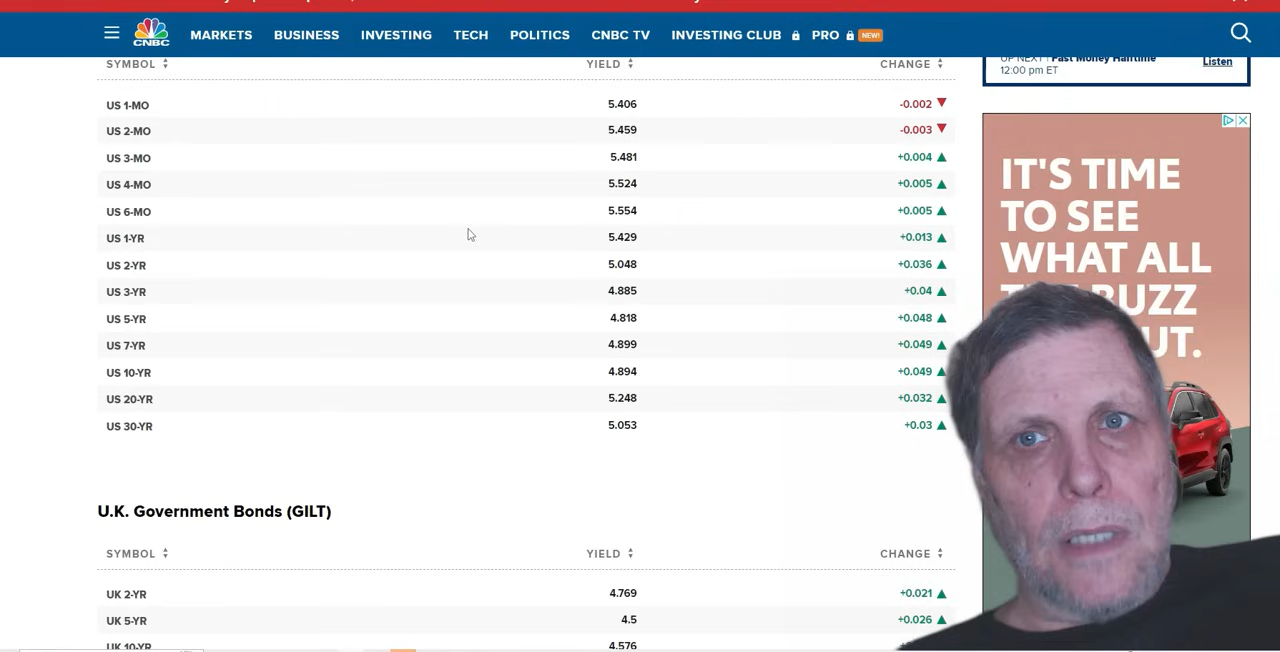 MARKETS BUSINESS INVESTING TECH POLITICS CNBC TV INVESTING CLUB PRO NEW!
CNBC
SYMBOL YIELD CHANGE
US 1-MO 5.406 -0.002
US 2-MO 5.459 -0.003
US 3-MO 5.481 +0.004
US 4-MO 5.524 +0.005
US 6-MO 5.554 +0.005
US 1-YR 5.429 +0.013
US 2-YR 5.048 +0.036
US 3-YR 4.885 +0.04
US 5-YR 4.818 +0.048
US 7-YR 4.899 +0.049
US 10-YR 4.894 +0.049
US 20-YR 5.248 +0.032
US 30-YR 5.053 +0.03
U.K. Government Bonds (GILT)
SYMBOL YIELD CHANGE
UK 2-YR 4.769 +0.021
UK 5-YR 4.5 +0.026
UK 10-YR 4.576
UP NEXT | Fast Money Halftime
12:00 pm ET
Listen
IT'S TIME
TO SEE
WHAT ALL
BUZZ